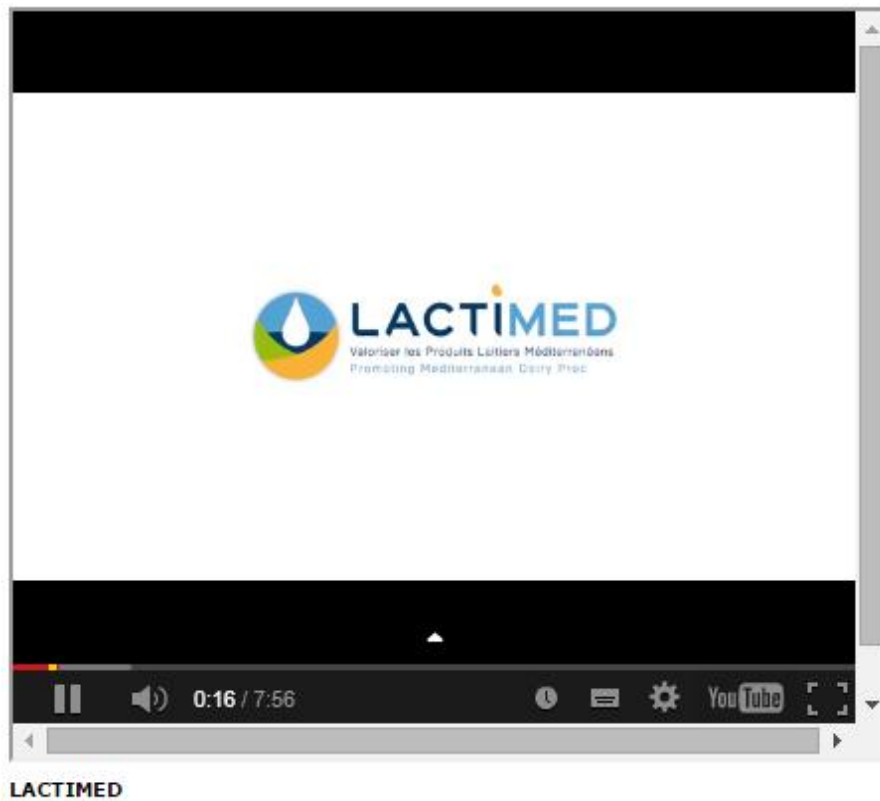 LACTIMED
Valoriser les Produits Laitiers Méditerranéens
Promoting Mediterranean Dairy Proc
0:16 / 7:56
YouTube
LACTIMED